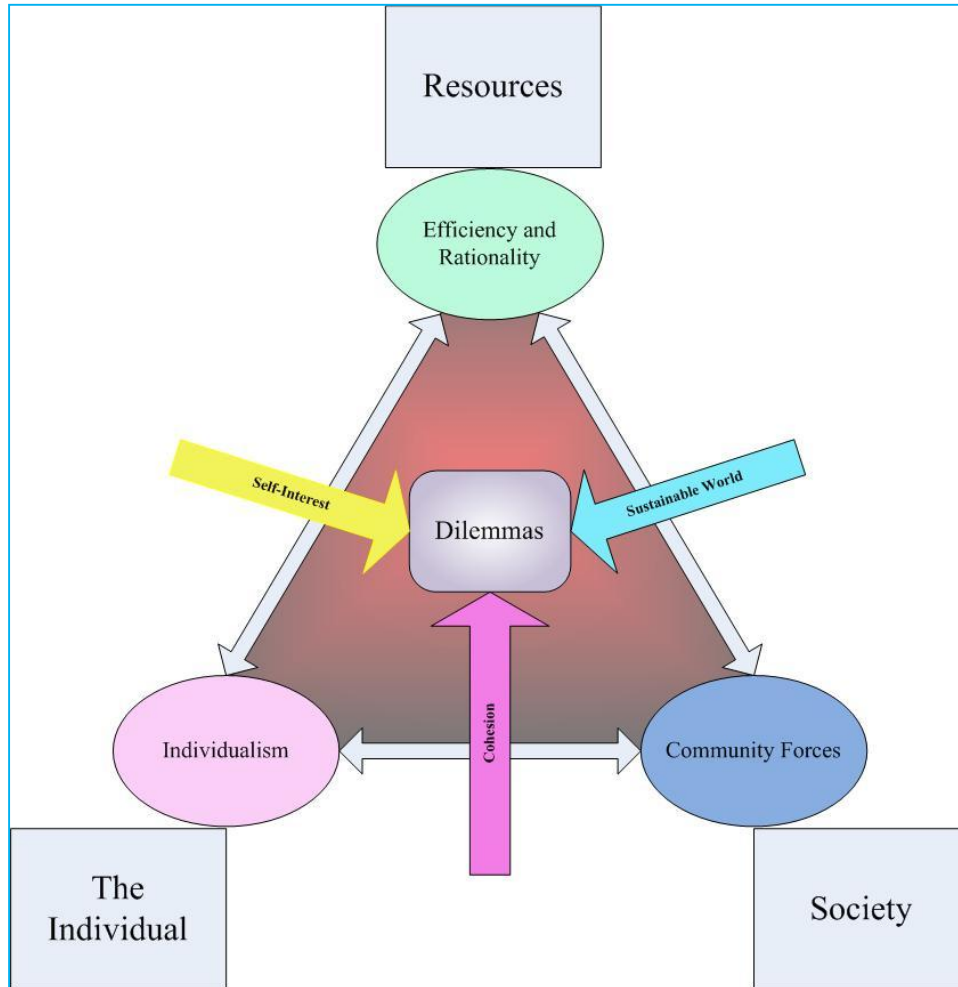 Resources
Efficiency and
Rationality
Self-Interest
Sustainable World
Dilemmas
Cohesion
Individualism
Community Forces
The
Individual
Society